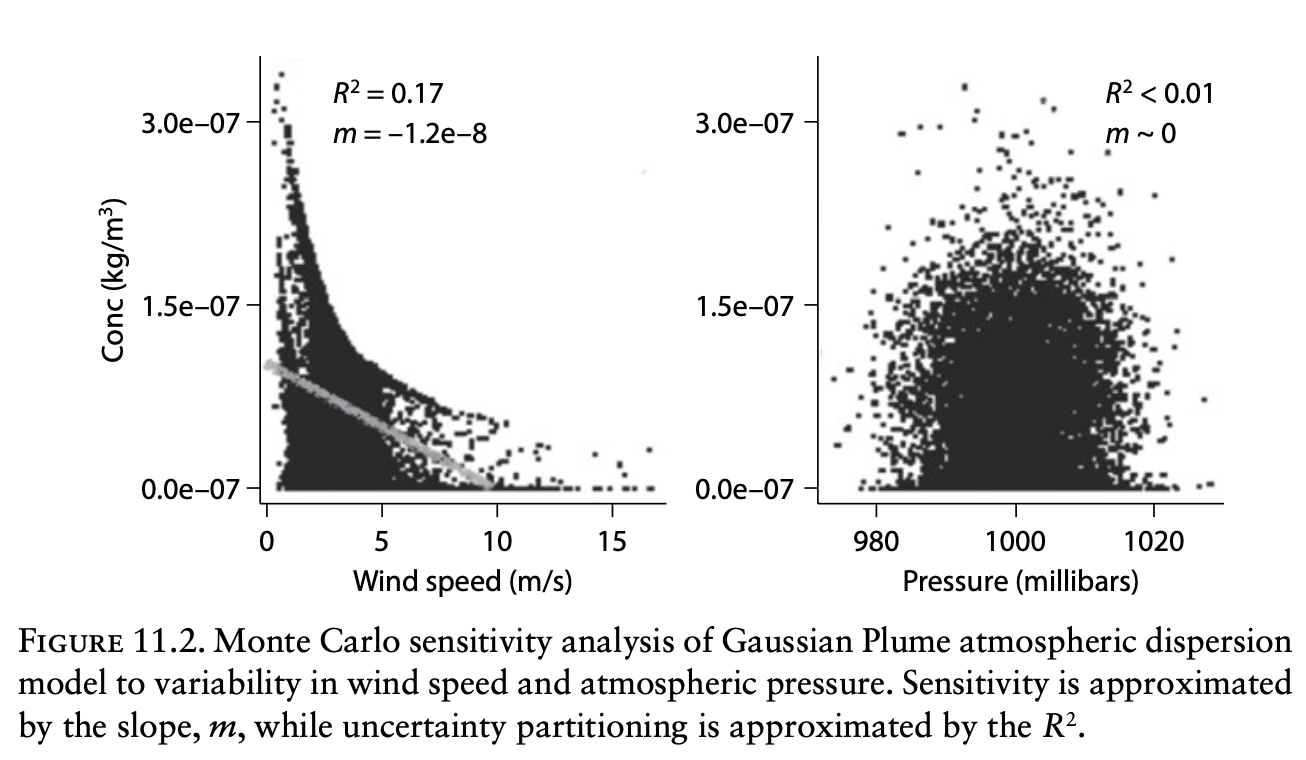 R² = 0.17
m = –1.2e–8
3.0e–07
1.5e–07
0.0e–07
Conc (kg/m³)
0 5 10 15
Wind speed (m/s)
R² < 0.01
m ~ 0
3.0e–07
1.5e–07
0.0e–07
980 1000 1020
Pressure (millibars)
Figure 11.2. Monte Carlo sensitivity analysis of Gaussian Plume atmospheric dispersion
model to variability in wind speed and atmospheric pressure. Sensitivity is approximated
by the slope, m, while uncertainty partitioning is approximated by the R².